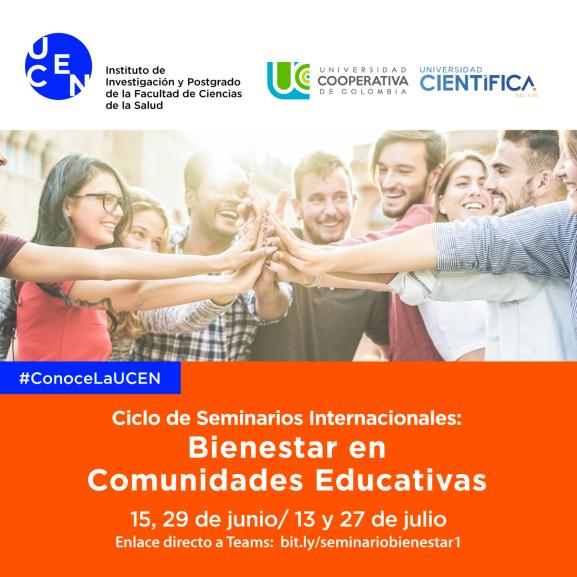 UCEN
Instituto de
Investigación y Postgrado
de la Facultad de Ciencias
de la Salud
UC
UNIVERSIDAD
COOPERATIVA
DE COLOMBIA
UNIVERSIDAD
CIENTÍFICA
DEL SUR
#ConoceLaUCEN
Ciclo de Seminarios Internacionales:
Bienestar en
Comunidades Educativas
15, 29 de junio/ 13 y 27 de julio
Enlace directo a Teams: bit.ly/seminariobienestar1